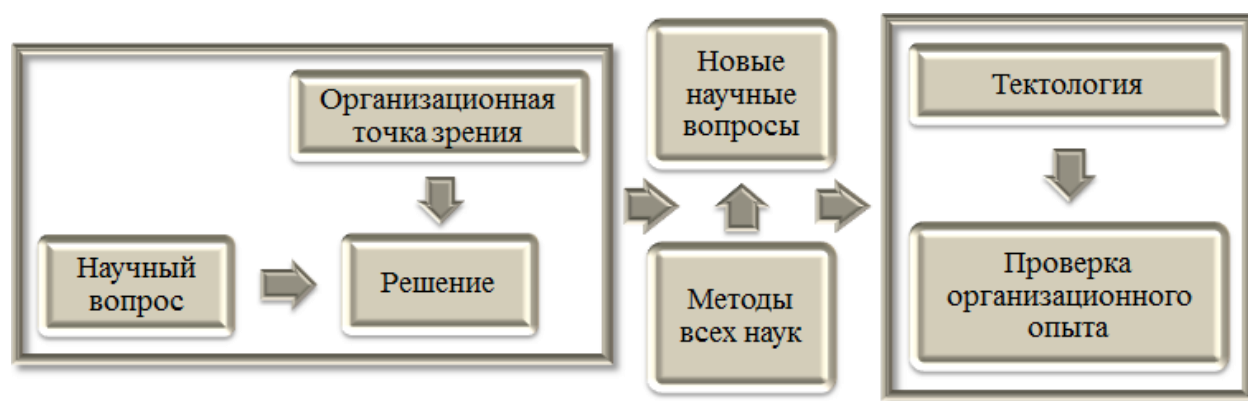 Организационная
точка зрения
Научный
вопрос
Решение
Новые
научные
вопросы
Методы
всех наук
Тектология
Проверка
организационного
опыта